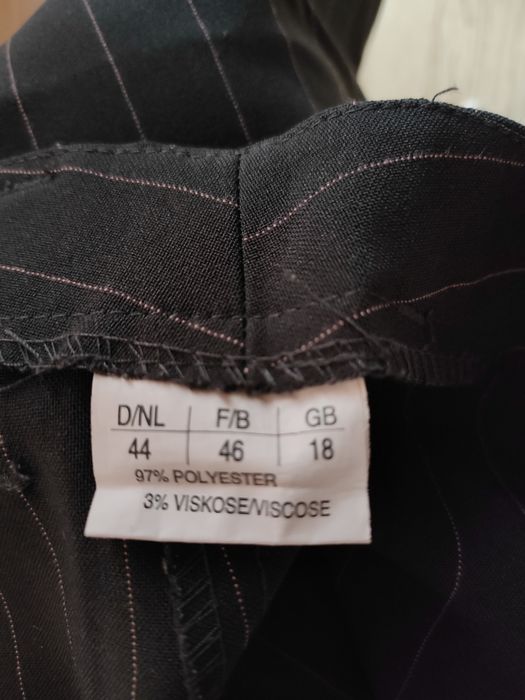 D/NL F/B GB
44 46 18
97% POLYESTER
3% VISKOSE/VISCOSE